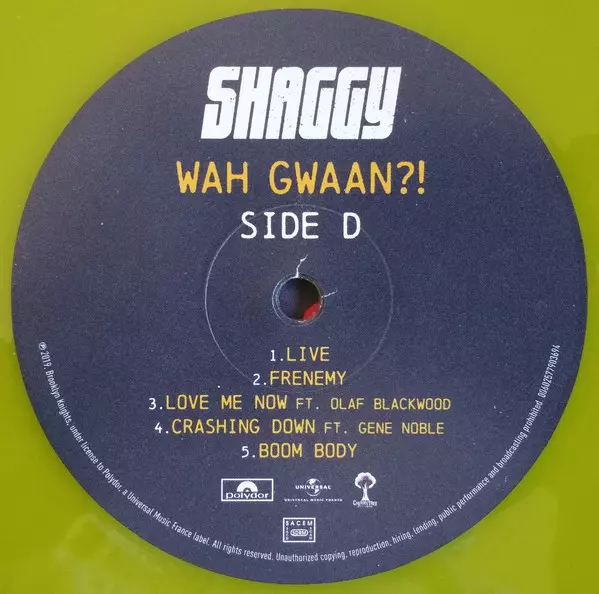 SHAGGY
WAH GWAAN?!
SIDE D
1.LIVE
2.FRENEMY
3.LOVE ME NOW FT. OLAF BLACKWOOD
4.CRASHING DOWN FT. GENE NOBLE
5.BOOM BODY
polydor
UNIVERSAL
UNIVERSAL MUSIC FRANCE
SACEM
℗ 2019, Brooklyn Knights, under license to Polydor, a Universal Music France label. All rights reserved. Unauthorized copying, reproduction, hiring, lending, public performance and broadcasting prohibited. 00602577903694